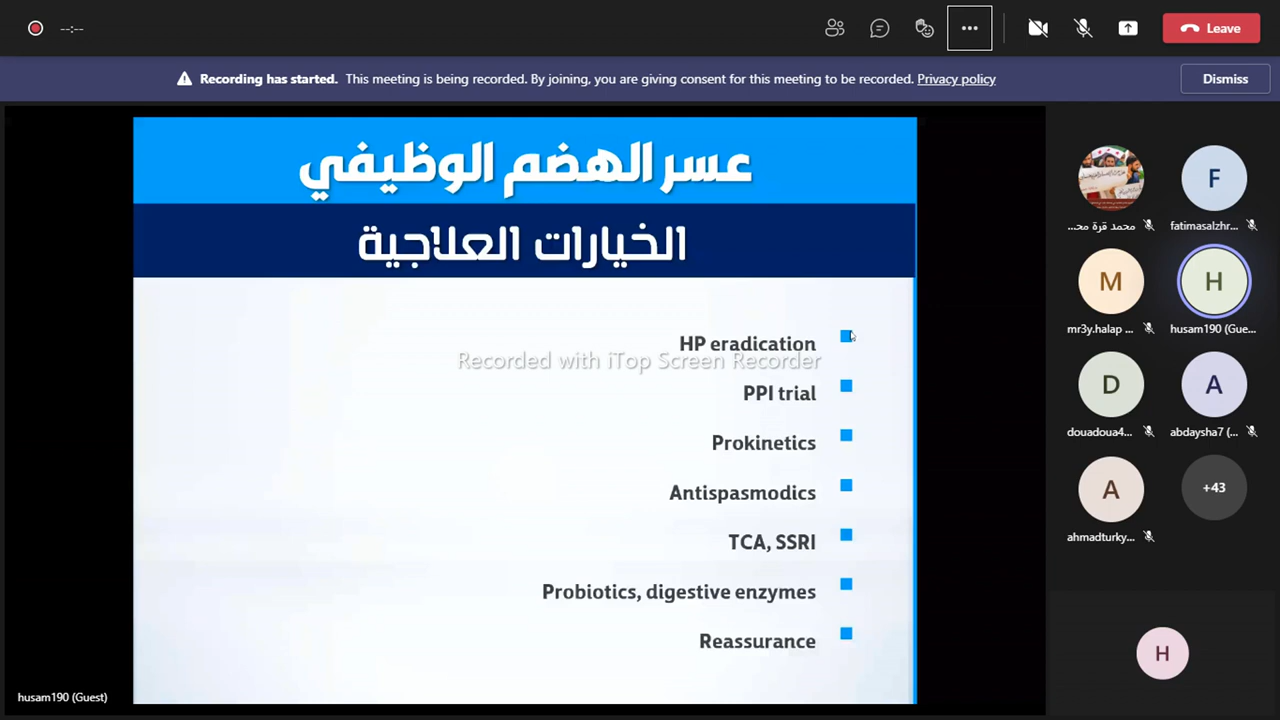 --:--
Leave
Recording has started. This meeting is being recorded. By joining, you are giving consent for this meeting to be recorded. Privacy policy
Dismiss
عسر الهضم الوظيفي
الخيارات العلاجية
HP eradication
Recorded with iTop Screen Recorder
PPI trial
Prokinetics
Antispasmodics
TCA, SSRI
Probiotics, digestive enzymes
Reassurance
husam190 (Guest)
محمد قرة مح...
F
fatimasalzhr...
M
mr3y.halap ...
H
husam190 (Gue...
D
douadoua4...
A
abdaysha7 (...
A
ahmadturky...
+43
H